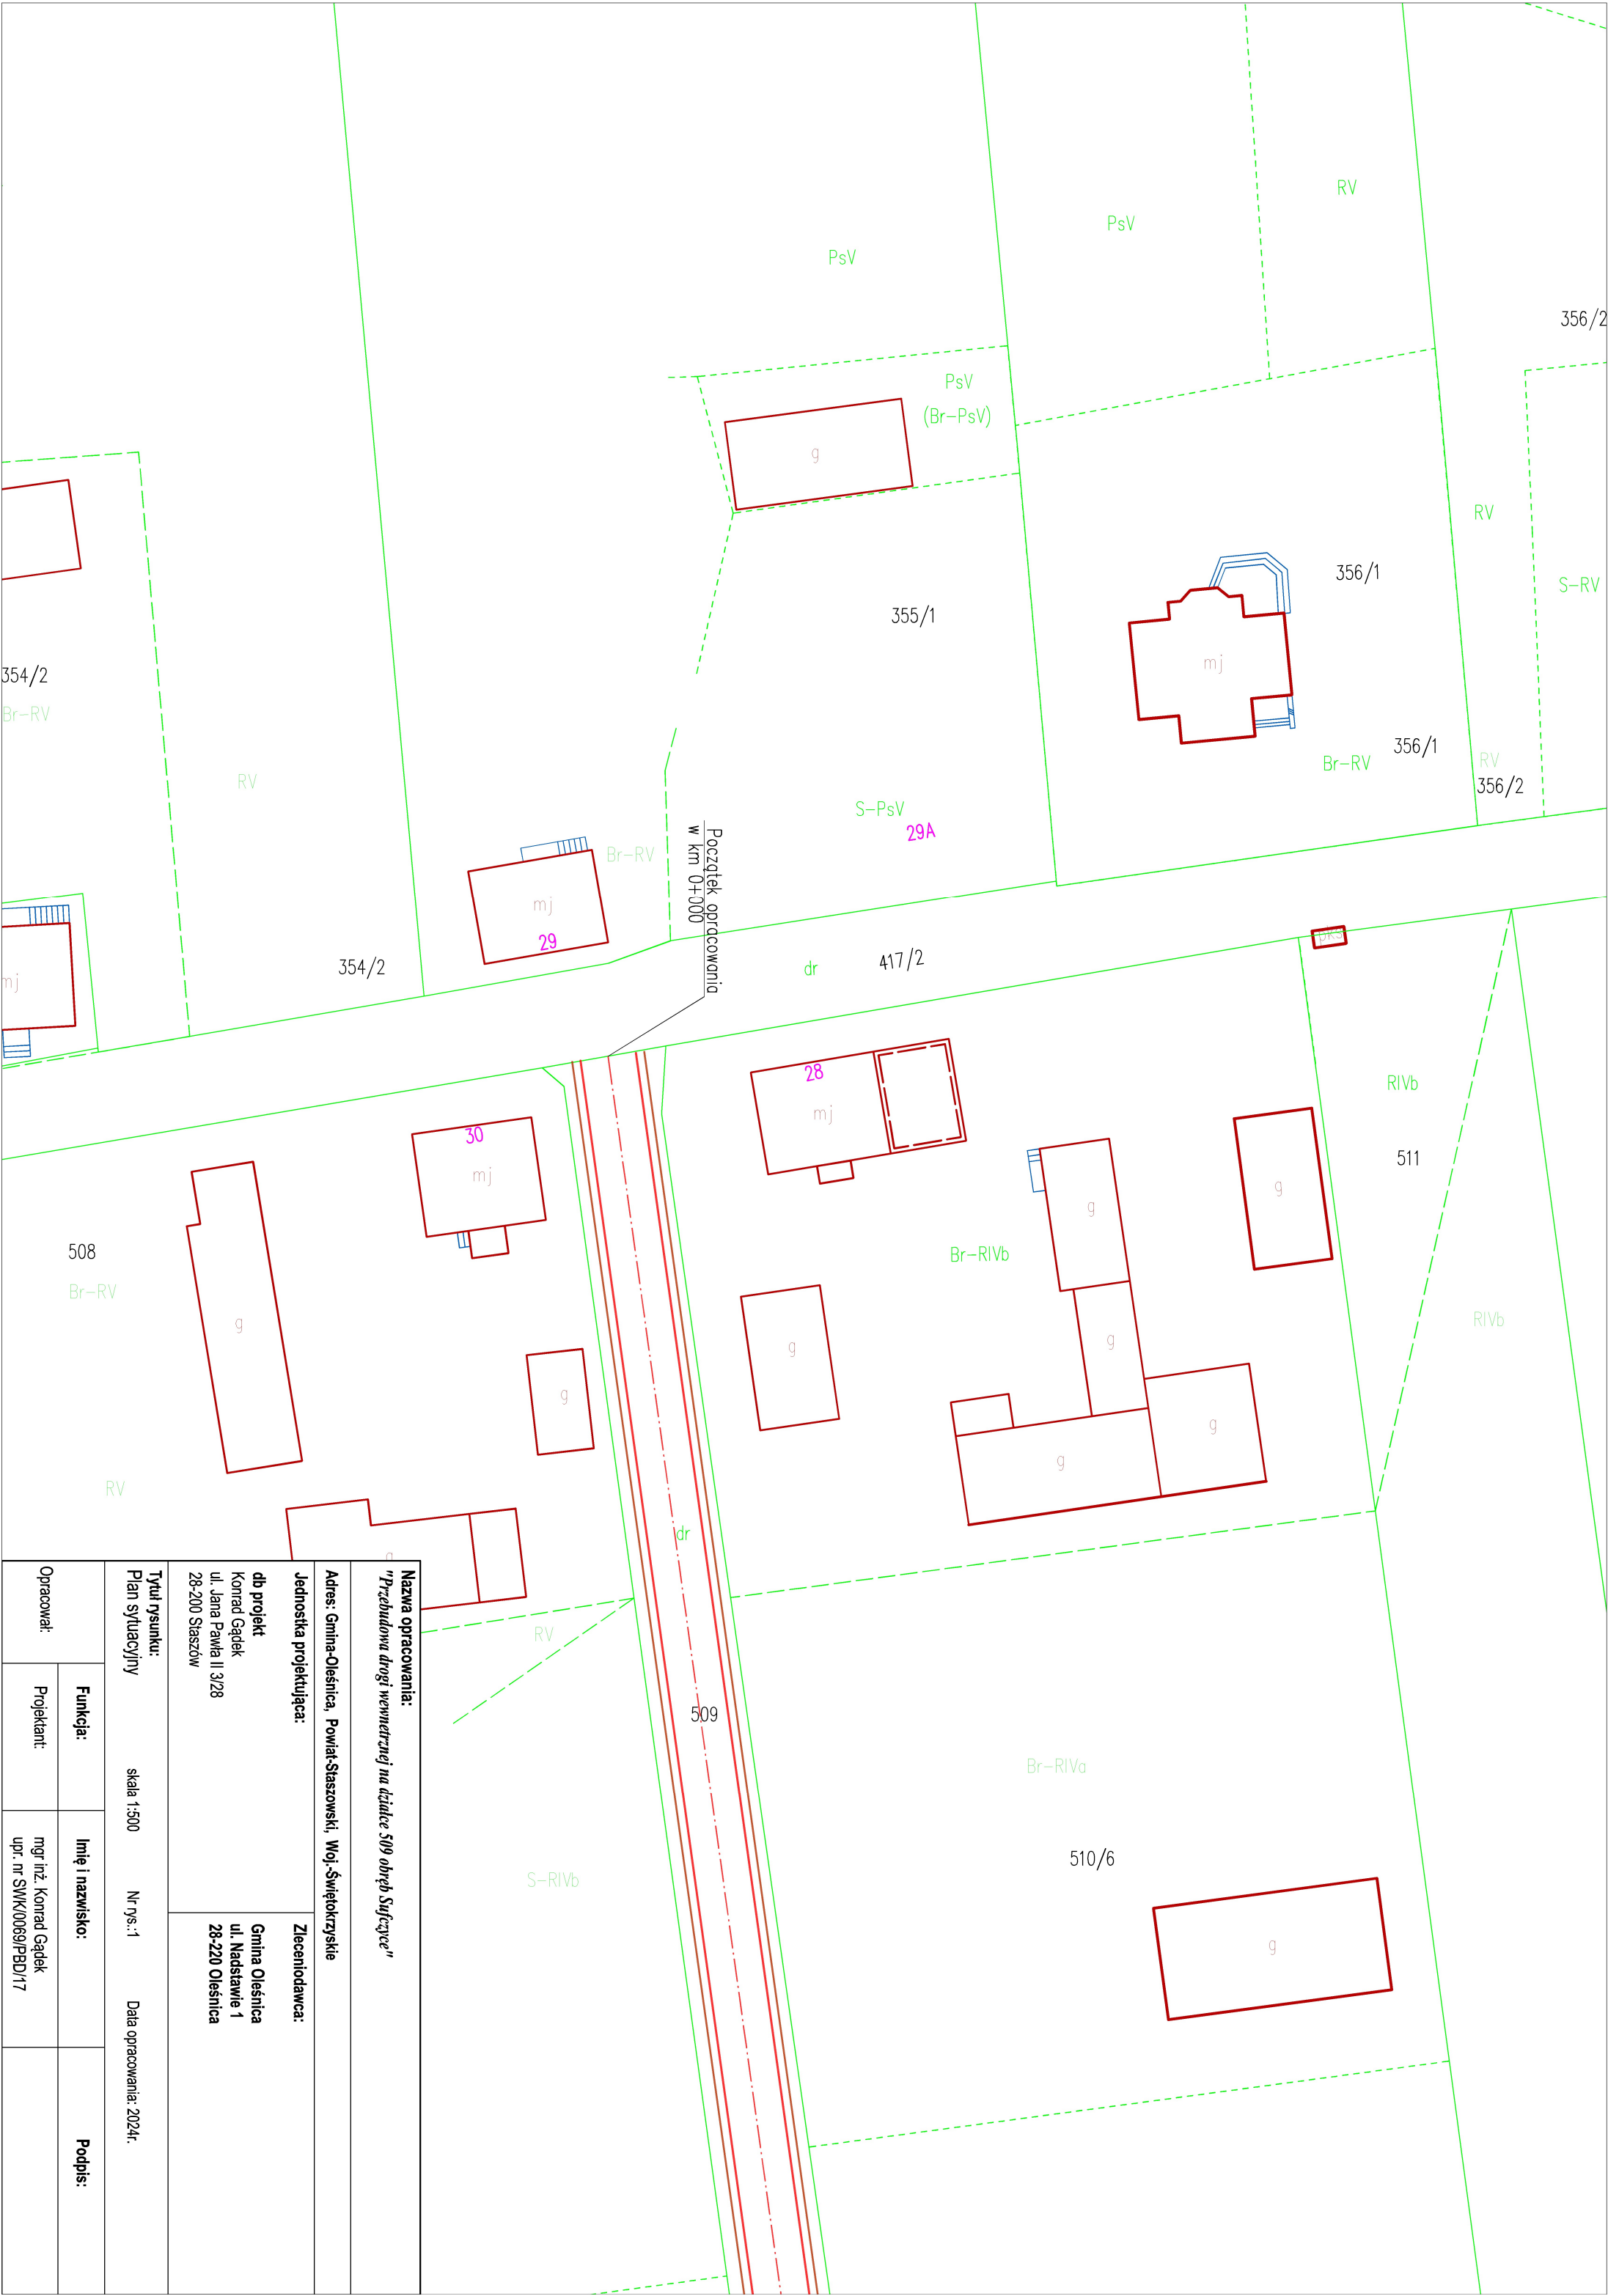 RV
PsV
PsV
356/2
PsV
(Br-PsV)
g
RV
356/1
S-RV
355/1
mj
354/2
Br-RV
356/1
Br-RV
RV
356/2
RV
S-PsV
29A
Br-RV
Początek opracowania
w km 0+000
mj
29
pks
dr
417/2
354/2
mj
28
mj
RIVb
30
mj
511
g
g
508
Br-RIVb
Br-RV
g
RIVb
g
g
g
g
g
RV
dr
g
RV
509
Br-RIVa
510/6
S-RIVb
g
Nazwa opracowania:
"Przebudowa drogi wewnetrznej na działce 509 obręb Sufczyce"
Adres: Gmina-Oleśnica, Powiat-Staszowski, Woj.-Świętokrzyskie
Jednostka projektująca:
db projekt
Konrad Gądek
ul. Jana Pawła II 3/28
28-200 Staszów
Zleceniodawca:
Gmina Oleśnica
ul. Nadstawie 1
28-220 Oleśnica
Tytuł rysunku:
Plan sytuacyjny
skala 1:500
Nr rys.:1
Data opracowania: 2024r.
Funkcja:
Imię i nazwisko:
Podpis:
Opracował:
Projektant:
mgr inż. Konrad Gądek
upr. nr SWK/0069/PBD/17